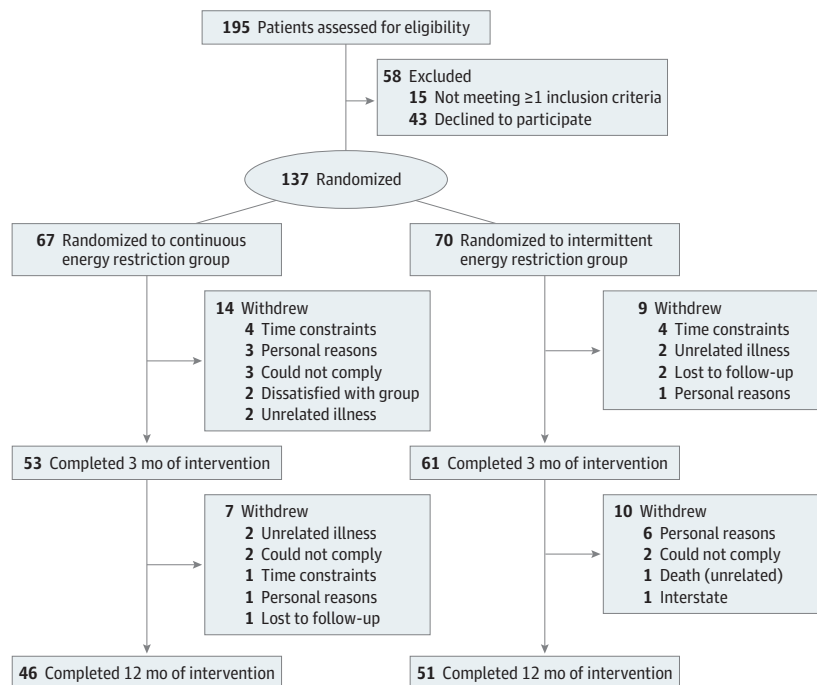 195 Patients assessed for eligibility
58 Excluded
15 Not meeting ≥1 inclusion criteria
43 Declined to participate
137 Randomized
67 Randomized to continuous
energy restriction group
70 Randomized to intermittent
energy restriction group
14 Withdrew
4 Time constraints
3 Personal reasons
3 Could not comply
2 Dissatisfied with group
2 Unrelated illness
9 Withdrew
4 Time constraints
2 Unrelated illness
2 Lost to follow-up
1 Personal reasons
53 Completed 3 mo of intervention
61 Completed 3 mo of intervention
7 Withdrew
2 Unrelated illness
2 Could not comply
1 Time constraints
1 Personal reasons
1 Lost to follow-up
10 Withdrew
6 Personal reasons
2 Could not comply
1 Death (unrelated)
1 Interstate
46 Completed 12 mo of intervention
51 Completed 12 mo of intervention